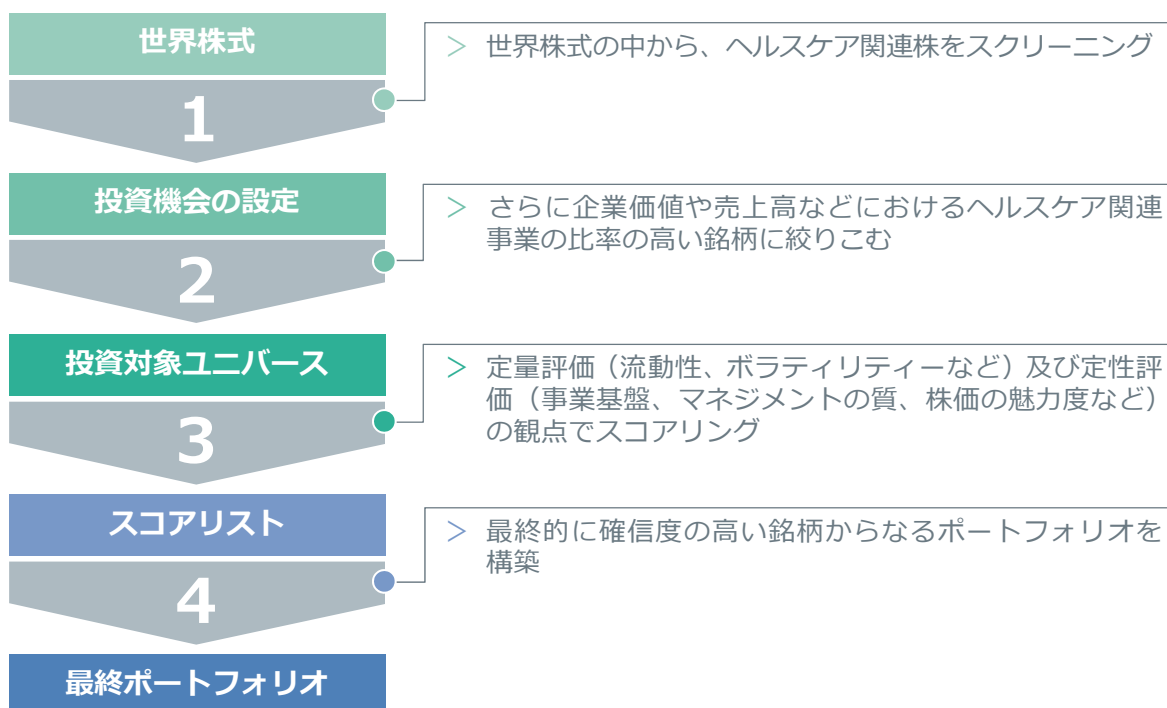 世界株式
＞ 世界株式の中から、ヘルスケア関連株をスクリーニング
1
投資機会の設定
＞ さらに企業価値や売上高などにおけるヘルスケア関連
事業の比率の高い銘柄に絞りこむ
2
投資対象ユニバース
＞ 定量評価（流動性、ボラティリティーなど）及び定性評
価（事業基盤、マネジメントの質、株価の魅力度など）
の観点でスコアリング
3
スコアリスト
＞ 最終的に確信度の高い銘柄からなるポートフォリオを
構築
4
最終ポートフォリオ